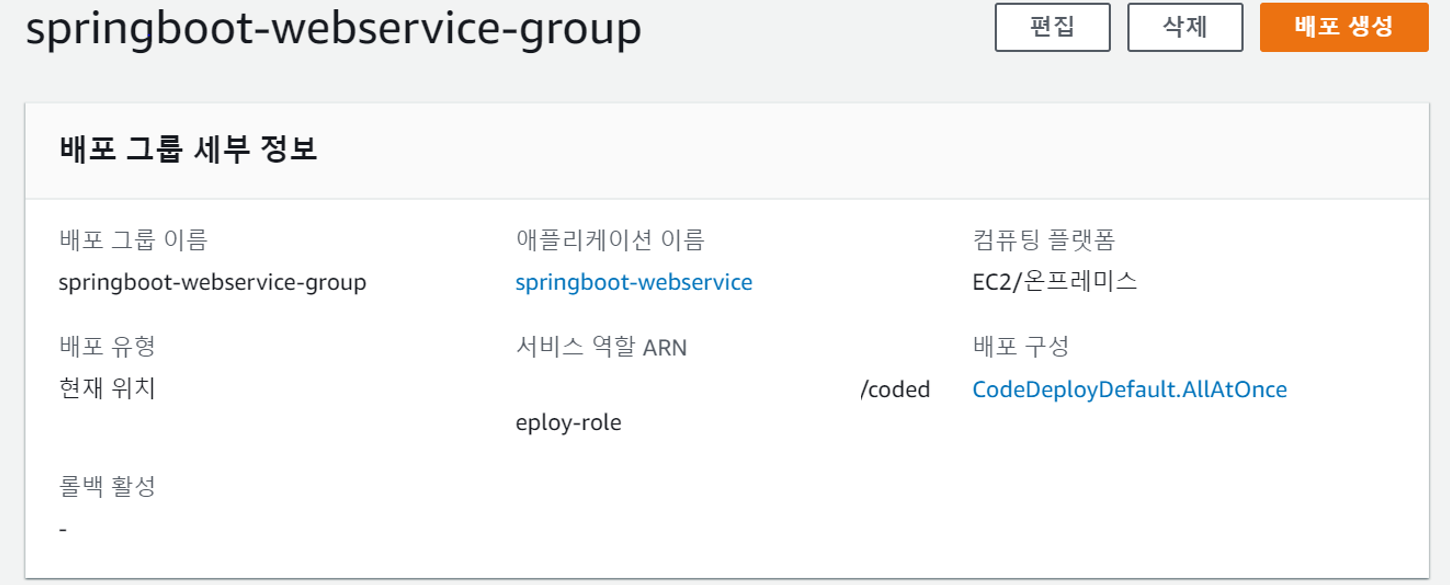 springboot-webservice-group
편집
삭제
배포 생성
배포 그룹 세부 정보
배포 그룹 이름
springboot-webservice-group
애플리케이션 이름
springboot-webservice
컴퓨팅 플랫폼
EC2/온프레미스
배포 유형
현재 위치
서비스 역할 ARN
/coded
eploy-role
배포 구성
CodeDeployDefault.AllAtOnce
롤백 활성
-